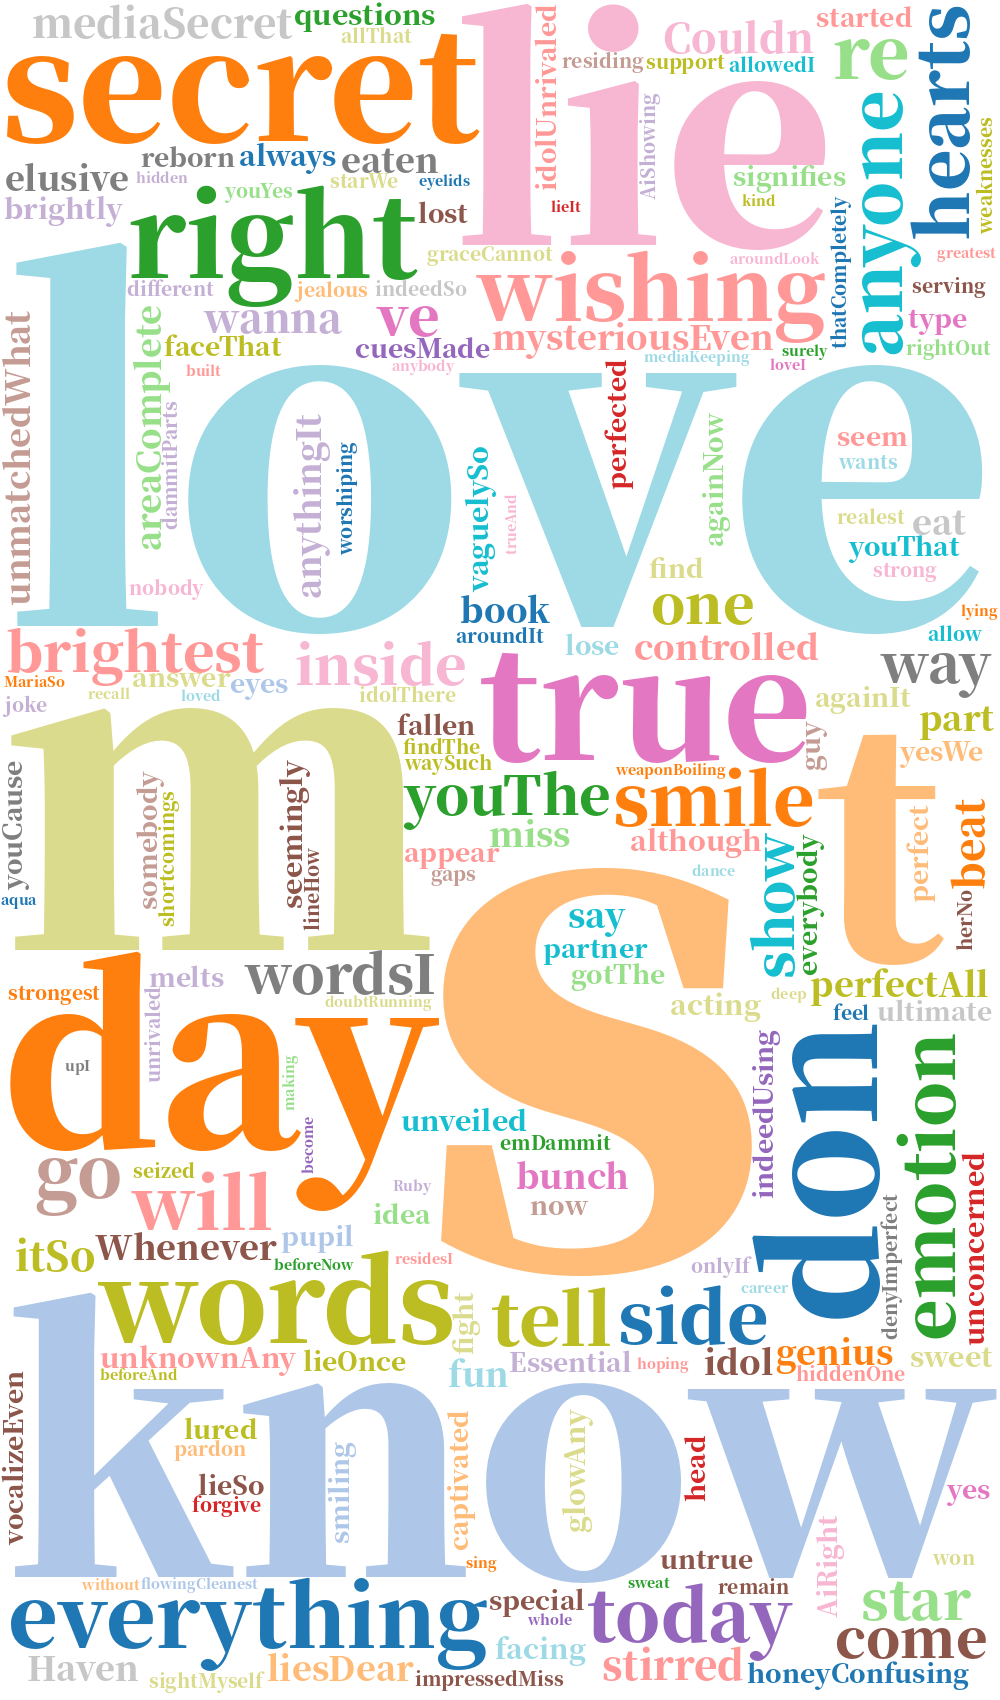 mediaSecret
questions
allThat
secret
lie
idolUnrivaled
residing
support
Couldn
allowedI
started
re
hearts
anyone
weaknesses
AiShowing
reborn
always
eaten
elusive
hidden
youYes
starWe
eyelids
brightly
right
lost
lieIt
signifies
kind
thatCompletely
graceCannot
aroundLook
greatest
different
jealous
indeedSo
wishing
serving
wanna
ve
mysteriousEven
type
faceThat
cuesMade
mediaKeeping
surely
rightOut
built
anybody
loveI
love
unmatchedWhat
areaComplete
dammitParts
anythingIt
worshiping
vaguelySo
trueAnd
perfected
againNow
seem
wants
realest
eat
youThat
strong
nobody
find
book
one
lying
aroundIt
allow
brightest
inside
lose
controlled
way
MariaSo
answer
eyes
recall
loved
idolThere
true
againIt
joke
fallen
part
m
findThe
guy
yesWe
waySuch
weaponBoiling
t
youCause
somebody
shortcomings
seemingly
lineHow
youThe
smile
miss
although
appear
gaps
dance
show
everybody
perfect
beat
herNo
aqua
s
say
partner
gotThe
wordsI
melts
strongest
doubtRunning
acting
deep
perfectAll
feel
ultimate
day
unrivaled
upI
making
become
unveiled
emDammit
indeedUsing
don
emotion
unconcerned
denyImperfect
go
seized
will
bunch
now
Ruby
idea
itSo
Whenever
pupil
beforeNow
residesI
onlyIf
career
words
fight
tell
side
unknownAny
lieOnce
beforeAnd
fun
Essential
hoping
idol
genius
hiddenOne
sweet
know
vocalizeEven
lured
pardon
lieSo
forgive
smiling
captivated
glowAny
head
yes
sing
untrue
AiRight
won
without
flowingCleanest
everything
special
whole
sweat
remain
today
star
come
Haven
sightMyself
liesDear
impressedMiss
facing
stirred
honeyConfusing